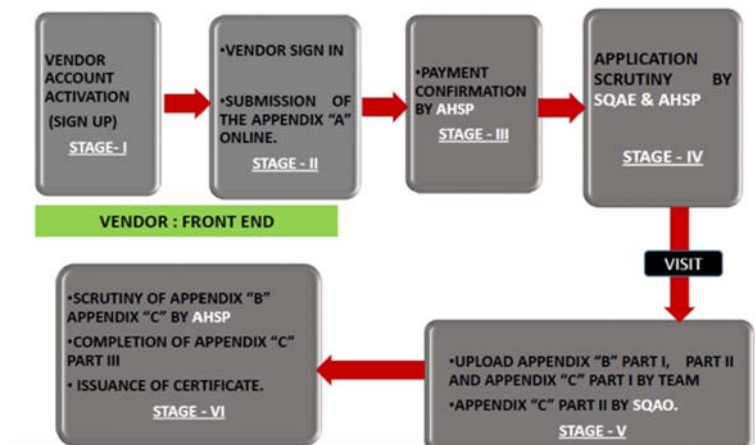 VENDOR
ACCOUNT
ACTIVATION
(SIGN UP)
STAGE- I
•VENDOR SIGN IN
•SUBMISSION OF
THE APPENDIX “A”
ONLINE.
STAGE - II
•PAYMENT
CONFIRMATION
BY AHSP
STAGE - III
APPLICATION
SCRUTINY BY
SQAE & AHSP
STAGE - IV
VENDOR : FRONT END
VISIT
•UPLOAD APPENDIX “B” PART I, PART II
AND APPENDIX “C” PART I BY TEAM
•APPENDIX “C” PART II BY SQAO.
STAGE - V
•SCRUTINY OF APPENDIX “B”
APPENDIX “C” BY AHSP
•COMPLETION OF APPENDIX “C”
PART III
• ISSUANCE OF CERTIFICATE.
STAGE - VI